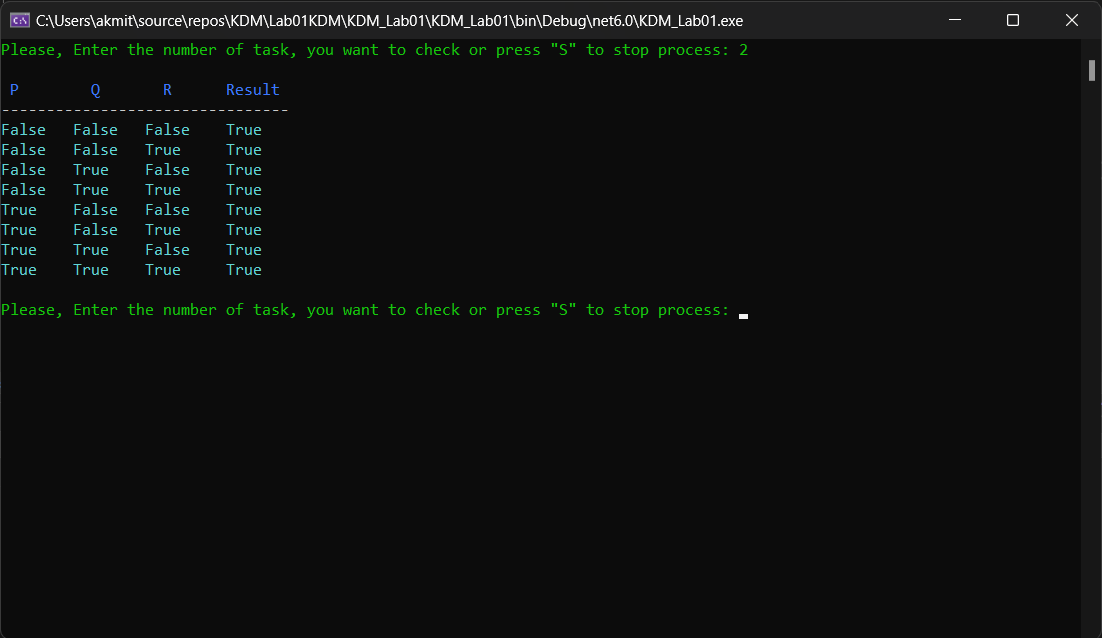 C:\Users\akmit\source\repos\KDM\Lab01KDM\KDM_Lab01\KDM_Lab01\bin\Debug\net6.0\KDM_Lab01.exe
Please, Enter the number of task, you want to check or press "S" to stop process: 2
P Q R Result
--------------------------------
False False False True
False False True True
False True False True
False True True True
True False False True
True False True True
True True False True
True True True True
Please, Enter the number of task, you want to check or press "S" to stop process: